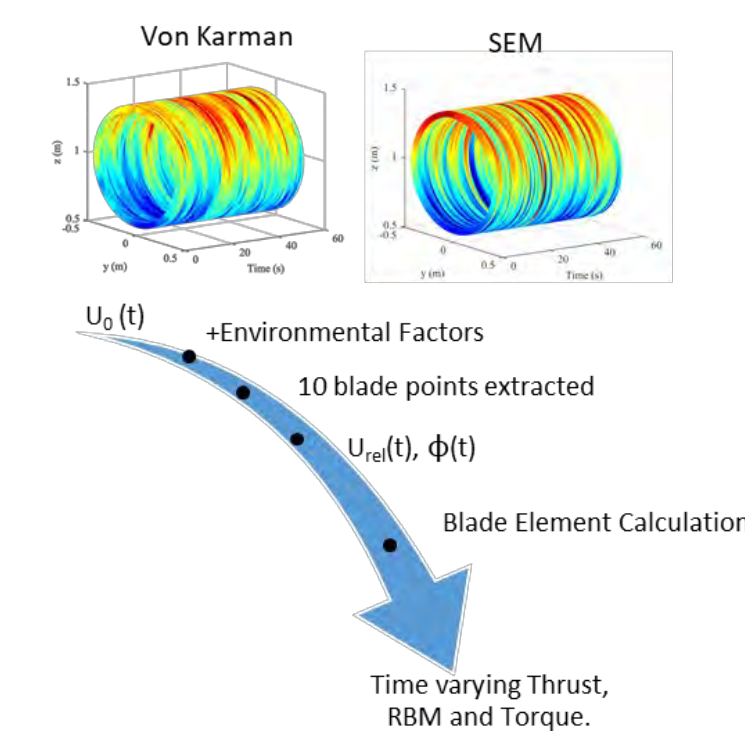 Von Karman
SEM
1.5
1
0.5
-0.5
0
0.5
0
20
40
60
z (m)
y (m)
Time (s)
1.5
1
0.5
-0.5
0
0.5
0
20
40
60
z (m)
y (m)
Time (s)
U₀ (t)
+Environmental Factors
10 blade points extracted
Urel(t), ϕ(t)
Blade Element Calculation
Time varying Thrust,
RBM and Torque.